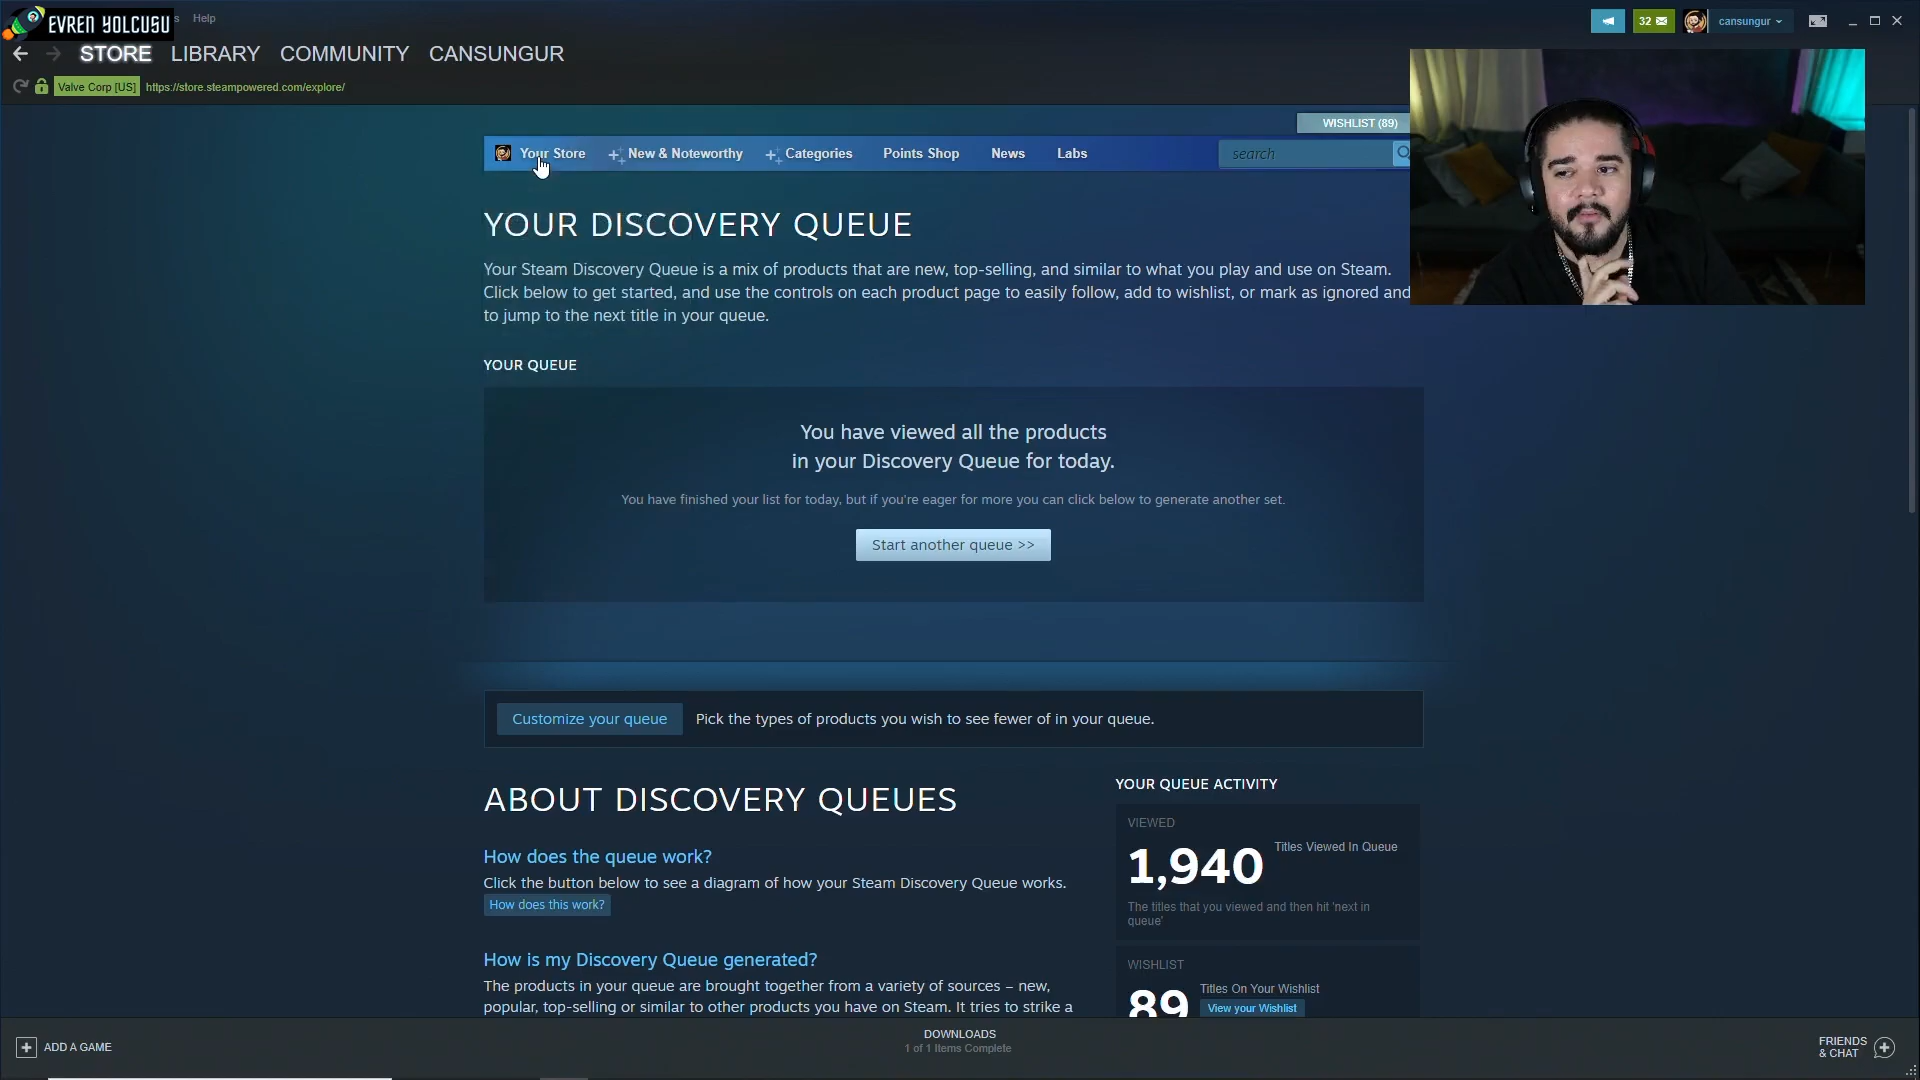 EVREN YOLCUSU
s Help
32
cansungur
STORE LIBRARY COMMUNITY CANSUNGUR
Valve Corp [US] https://store.steampowered.com/explore/
WISHLIST (89)
Your Store New & Noteworthy Categories Points Shop News Labs search
YOUR DISCOVERY QUEUE
Your Steam Discovery Queue is a mix of products that are new, top-selling, and similar to what you play and use on Steam.
Click below to get started, and use the controls on each product page to easily follow, add to wishlist, or mark as ignored and
to jump to the next title in your queue.
YOUR QUEUE
You have viewed all the products
in your Discovery Queue for today.
You have finished your list for today, but if you're eager for more you can click below to generate another set.
Start another queue >>
Customize your queue Pick the types of products you wish to see fewer of in your queue.
ABOUT DISCOVERY QUEUES
How does the queue work?
Click the button below to see a diagram of how your Steam Discovery Queue works.
How does this work?
How is my Discovery Queue generated?
The products in your queue are brought together from a variety of sources – new,
popular, top-selling or similar to other products you have on Steam. It tries to strike a
YOUR QUEUE ACTIVITY
VIEWED
1,940 Titles Viewed In Queue
The titles that you viewed and then hit 'next in
queue'
WISHLIST
89 Titles On Your Wishlist
View your Wishlist
ADD A GAME
DOWNLOADS
1 of 1 Items Complete
FRIENDS
& CHAT